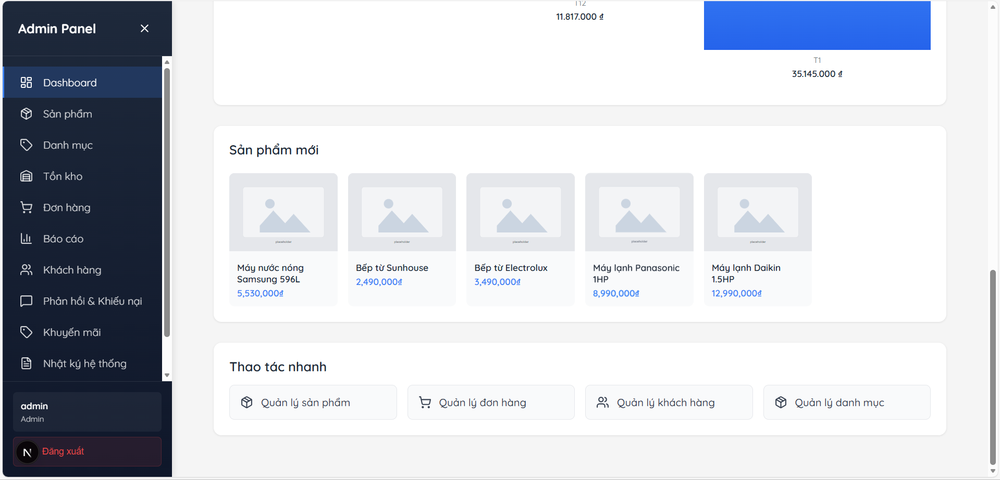 Admin Panel
Dashboard
Sản phẩm
Danh mục
Tồn kho
Đơn hàng
Báo cáo
Khách hàng
Phản hồi & Khiếu nại
Khuyến mãi
Nhật ký hệ thống
admin
Admin
N
Đăng xuất
T12
11.817.000 ₫
T1
35.145.000 ₫
Sản phẩm mới
placeholder
Máy nước nóng
Samsung 596L
5,530,000₫
placeholder
Bếp từ Sunhouse
2,490,000₫
placeholder
Bếp từ Electrolux
3,490,000₫
placeholder
Máy lạnh Panasonic
1HP
8,990,000₫
placeholder
Máy lạnh Daikin
1.5HP
12,990,000₫
Thao tác nhanh
Quản lý sản phẩm
Quản lý đơn hàng
Quản lý khách hàng
Quản lý danh mục